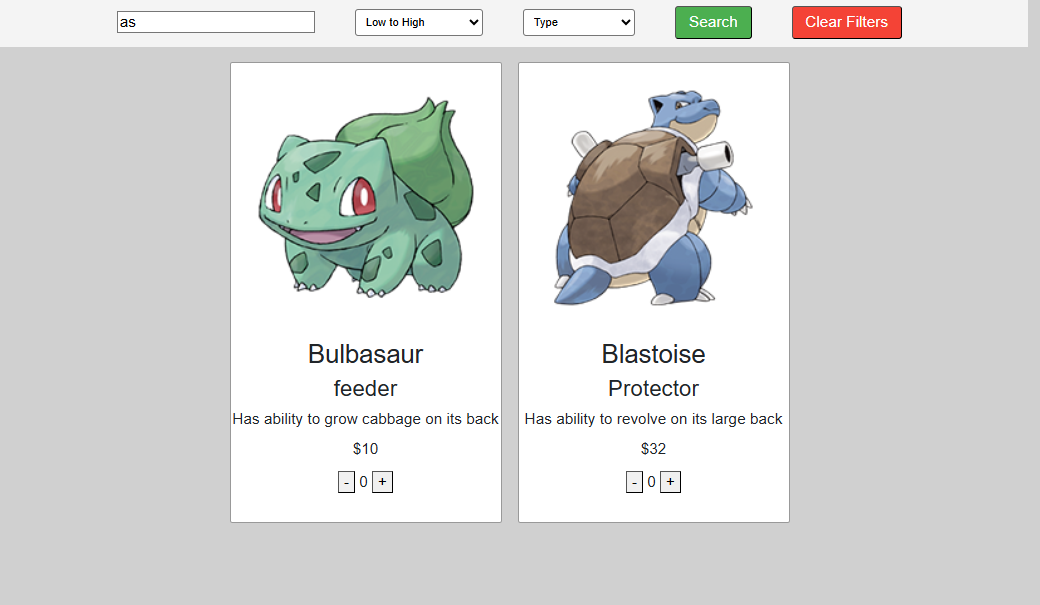 as
Low to High
Type
Search
Clear Filters
Bulbasaur
feeder
Has ability to grow cabbage on its back
$10
- 0 +
Blastoise
Protector
Has ability to revolve on its large back
$32
- 0 +